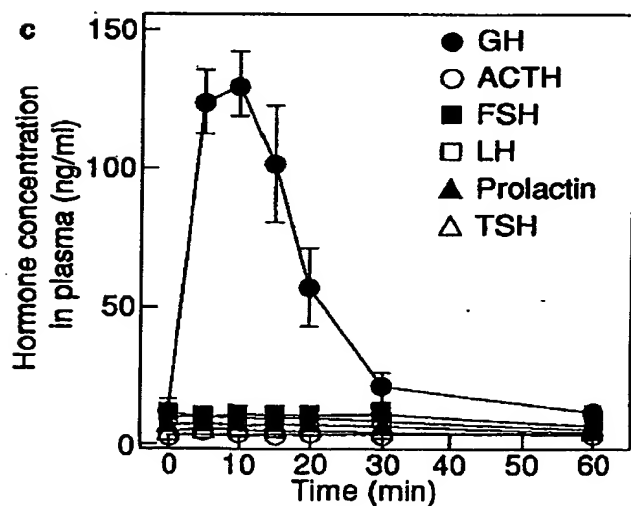 c
150
100
50
0
Hormone concentration
in plasma (ng/ml)
GH
ACTH
FSH
LH
Prolactin
TSH
0 10 20 30 40 50 60
Time (min)